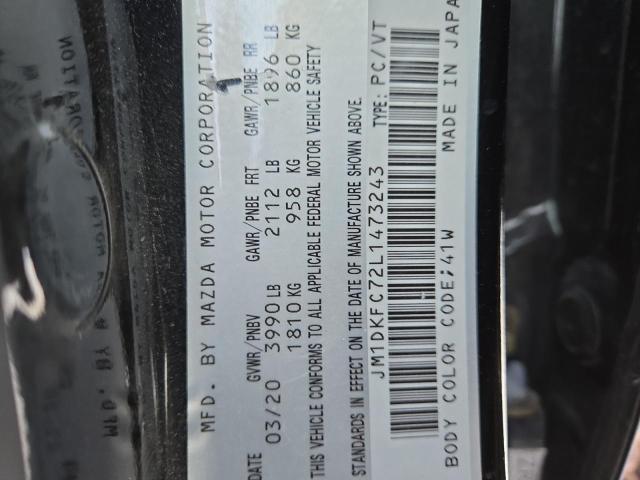 MFD. BY MAZDA MOTOR CORPORATION
DATE GVWR/PNBV GAWR/PNBE FRT GAWR/PNBE RR
03/20 3990 LB 2112 LB 1896 LB
1810 KG 958 KG 860 KG
THIS VEHICLE CONFORMS TO ALL APPLICABLE FEDERAL MOTOR VEHICLE SAFETY
STANDARDS IN EFFECT ON THE DATE OF MANUFACTURE SHOWN ABOVE.
JM1DKFC72L1473243 TYPE: PC/VT
BODY COLOR CODE;41W MADE IN JAPA